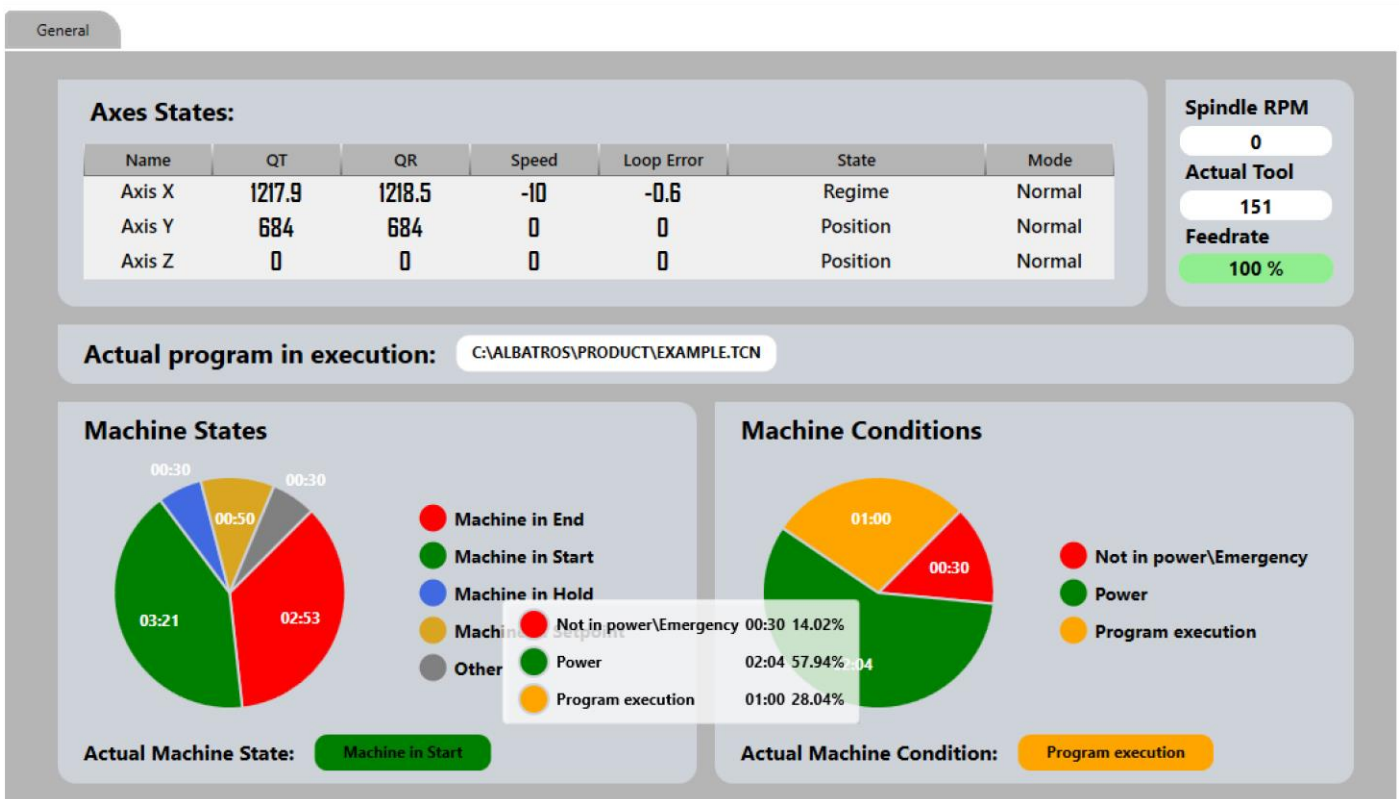 General
Axes States:
Name QT QR Speed Loop Error State Mode
Axis X 1217.9 1218.5 -10 -0.6 Regime Normal
Axis Y 684 684 0 0 Position Normal
Axis Z 0 0 0 0 Position Normal
Spindle RPM
0
Actual Tool
151
Feedrate
100 %
Actual program in execution: C:\ALBATROS\PRODUCT\EXAMPLE.TCN
Machine States
00:30
00:30
00:50
03:21
02:53
Machine in End
Machine in Start
Machine in Hold
Machine Setpoint
Other
Actual Machine State: Machine in Start
Not in power\Emergency 00:30 14.02%
Power 02:04 57.94%
Program execution 01:00 28.04%
Machine Conditions
01:00
00:30
02:04
Not in power\Emergency
Power
Program execution
Actual Machine Condition: Program execution